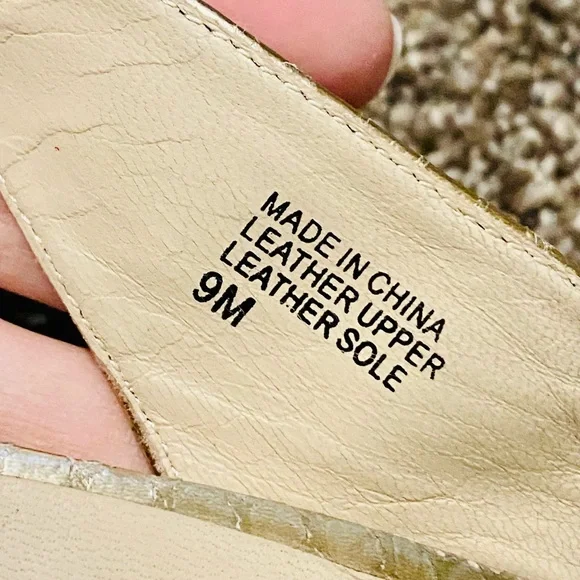 MADE IN CHINA
LEATHER UPPER
LEATHER SOLE
9M